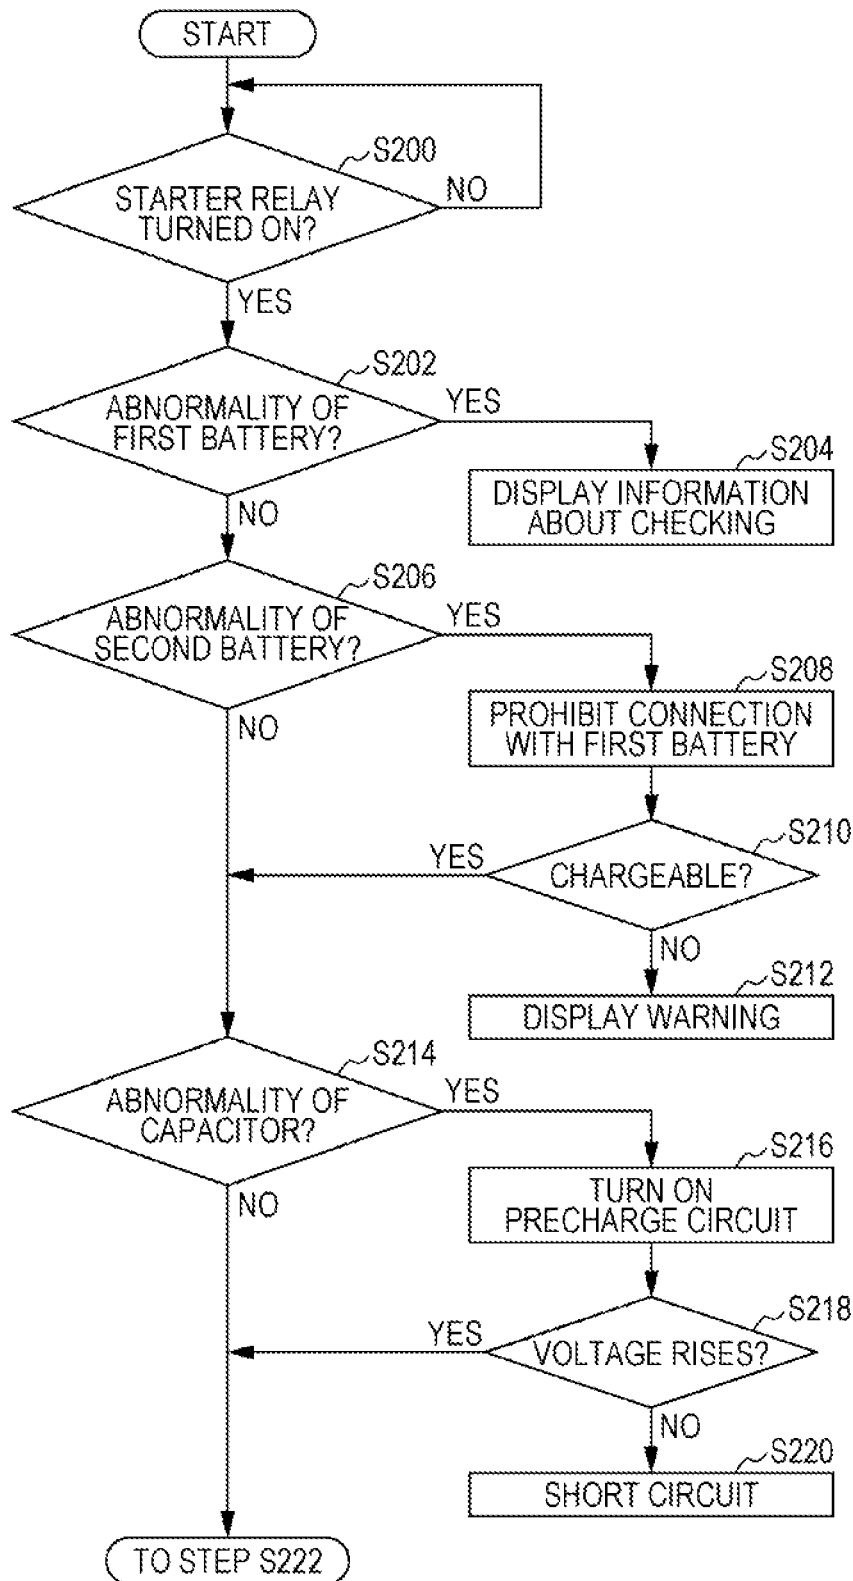 START
S200
STARTER RELAY
TURNED ON?
NO
YES
S202
ABNORMALITY OF
FIRST BATTERY?
YES
S204
DISPLAY INFORMATION
ABOUT CHECKING
NO
S206
ABNORMALITY OF
SECOND BATTERY?
YES
S208
PROHIBIT CONNECTION
WITH FIRST BATTERY
NO
S210
YES
CHARGEABLE?
NO
S212
DISPLAY WARNING
S214
ABNORMALITY OF
CAPACITOR?
YES
S216
TURN ON
PRECHARGE CIRCUIT
NO
S218
YES
VOLTAGE RISES?
NO
S220
SHORT CIRCUIT
TO STEP S222